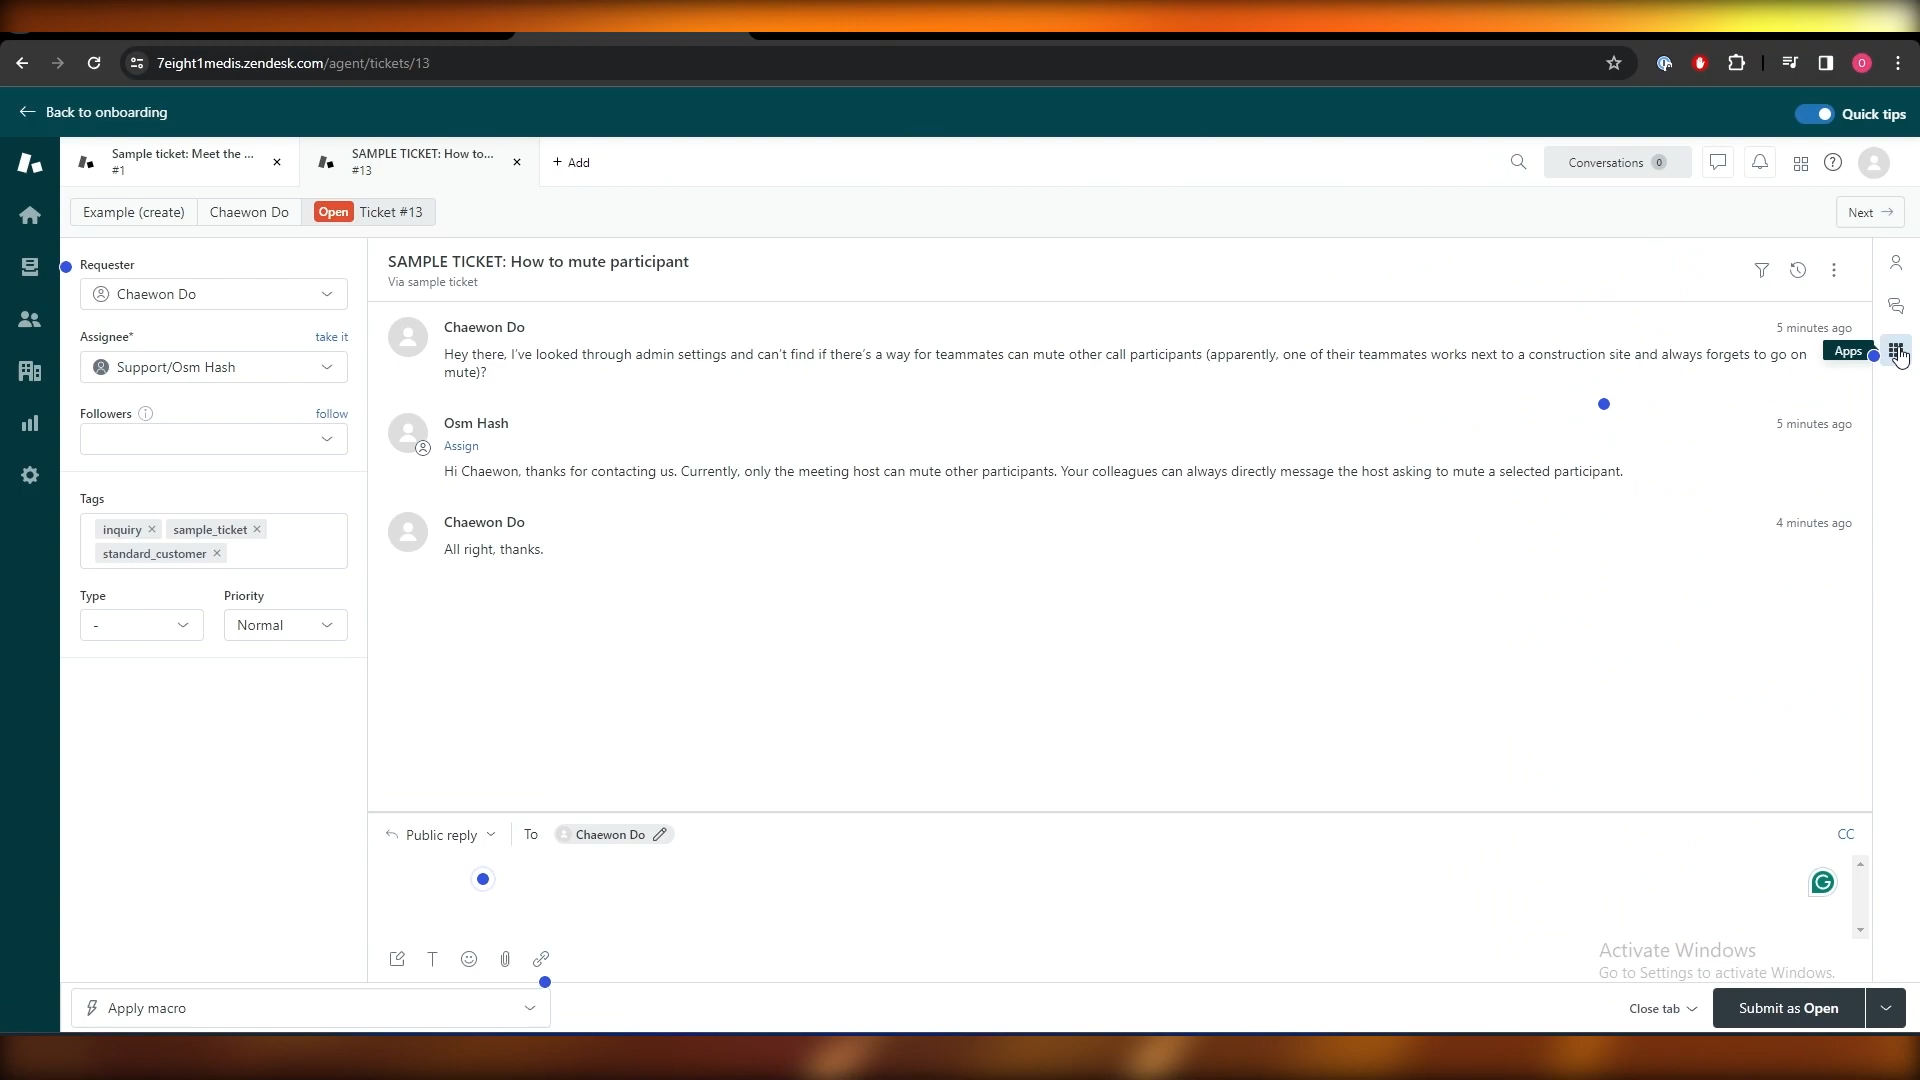 7eight1medis.zendesk.com/agent/tickets/13
Back to onboarding
Quick tips
Sample ticket: Meet the ...
#1
SAMPLE TICKET: How to...
#13
+ Add
Conversations 0
Example (create)
Chaewon Do
Open Ticket #13
Next
Requester
Chaewon Do
Assignee*
take it
Support/Osm Hash
Followers
follow
Tags
inquiry
sample_ticket
standard_customer
Type
Priority
-
Normal
SAMPLE TICKET: How to mute participant
Via sample ticket
Chaewon Do
5 minutes ago
Hey there, I've looked through admin settings and can't find if there's a way for teammates can mute other call participants (apparently, one of their teammates works next to a construction site and always forgets to go on
mute)?
Apps
Osm Hash
5 minutes ago
Assign
Hi Chaewon, thanks for contacting us. Currently, only the meeting host can mute other participants. Your colleagues can always directly message the host asking to mute a selected participant.
Chaewon Do
4 minutes ago
All right, thanks.
Public reply
To
Chaewon Do
CC
Activate Windows
Go to Settings to activate Windows.
Apply macro
Close tab
Submit as Open